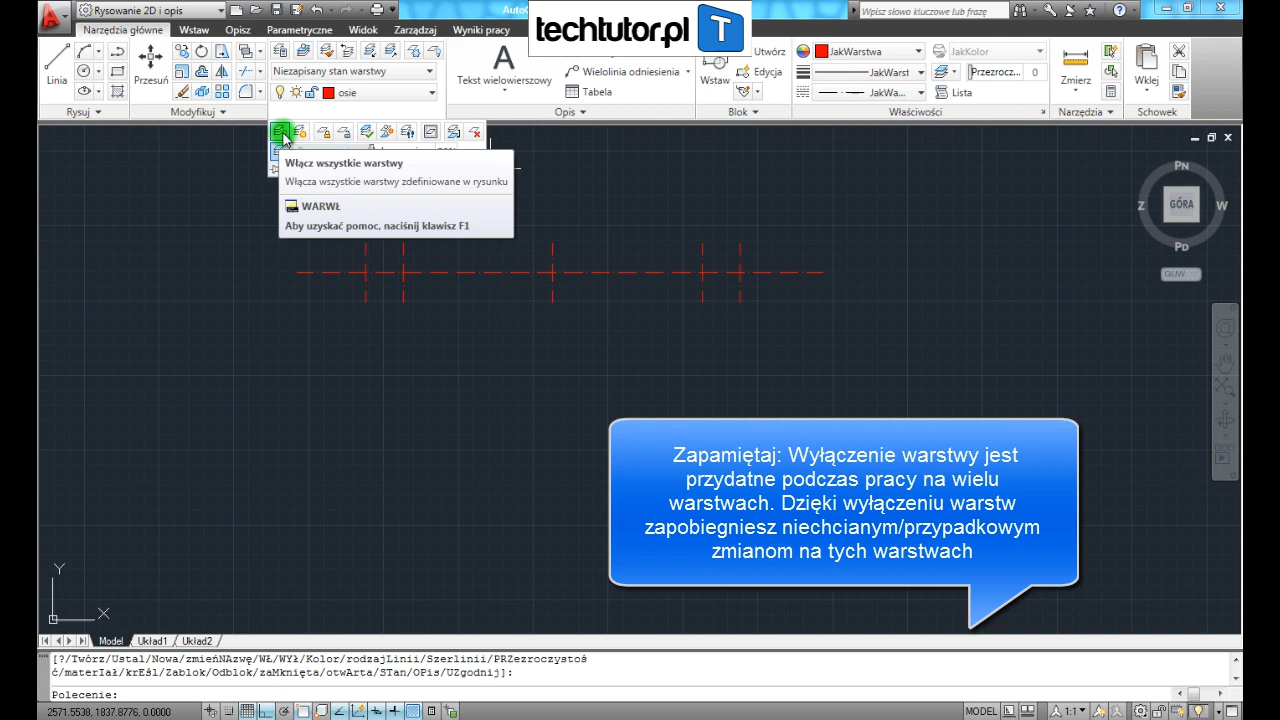 Rysowanie 2D i opis
techtutor.pl
T
Wpisz słowo kluczowe lub frazę
Narzędzia główne
Wstaw
Opisz
Parametryczne
Widok
Zarządzaj
Wyniki pracy
Linia
Przesuń
Niezapisany stan warstwy
osie
A
Tekst wielowierszowy
Wielolinia odniesienia
Tabela
Wstaw
Utwórz
Edycja
JakWarstwa
JakWarst
JakWa...
JakKolor
Przezrocz...
0
Lista
Zmierz
Wklej
Rysuj
Modyfikuj
Opis
Blok
Właściwości
Narzędzia
Schowek
Włącz wszystkie warstwy
Włącza wszystkie warstwy zdefiniowane w rysunku
WARWŁ
Aby uzyskać pomoc, naciśnij klawisz F1
PN
Z
GÓRA
W
Pd
GUW
Zapamiętaj: Wyłączenie warstwy jest
przydatne podczas pracy na wielu
warstwach. Dzięki wyłączeniu warstw
zapobiegniesz niechcianym/przypadkowym
zmianom na tych warstwach
Y
X
Model
Układ1
Układ2
[?/Twórz/Ustal/Nowa/zmieńNAzwę/WŁ/WYł/Kolor/rodzajLinii/Szerlinii/PRZezroczystoś
ć/materIał/krEśl/Zablok/Odblok/zaMknięta/otwArta/STan/OPis/UZgodnij]:
Polecenie:
2571.5538, 1837.8776, 0.0000
MODEL
1:1